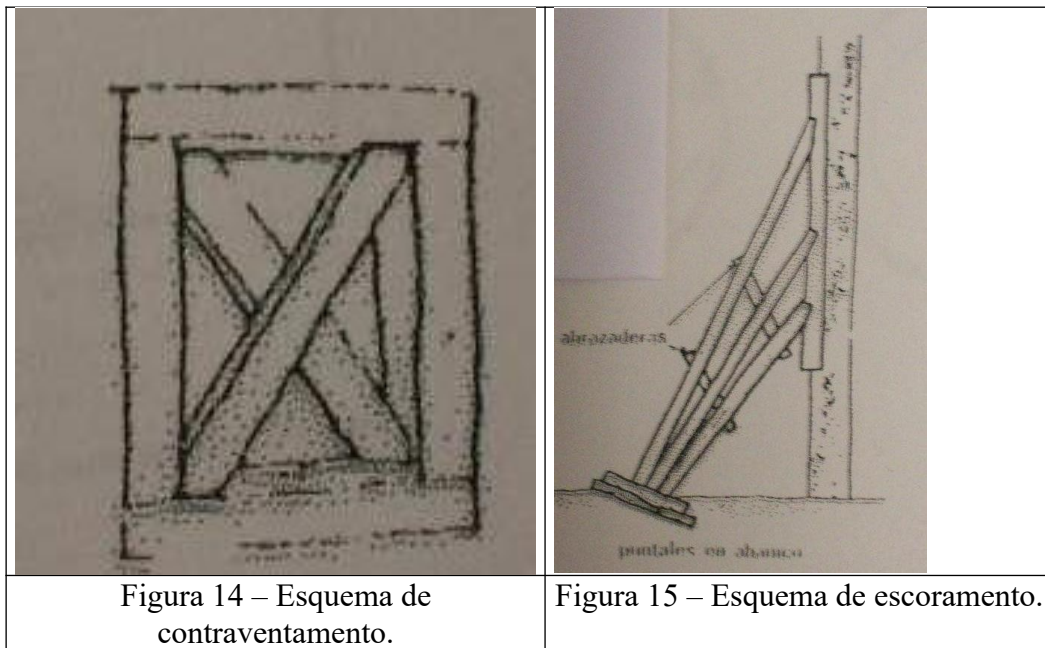 abrazaderas
puntales en abanico
Figura 14 – Esquema de
contraventamento.
Figura 15 – Esquema de escoramento.